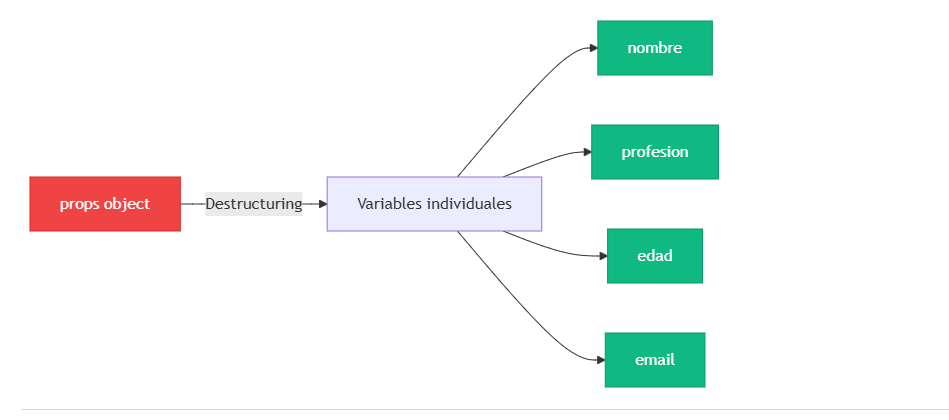 props object
Destructuring
Variables individuales
nombre
profesion
edad
email